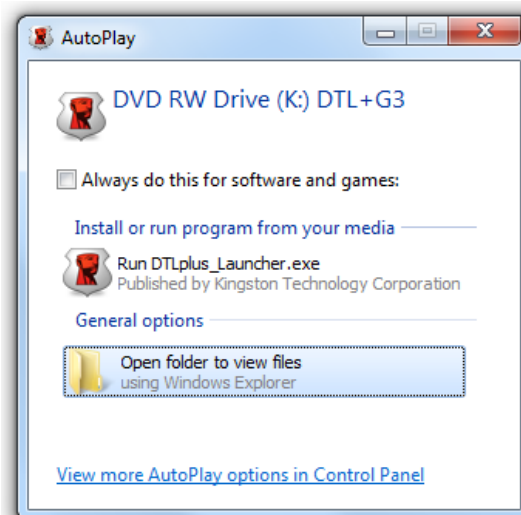 AutoPlay
DVD RW Drive (K:) DTL+G3
Always do this for software and games:
Install or run program from your media
Run DTLplus_Launcher.exe
Published by Kingston Technology Corporation
General options
Open folder to view files
using Windows Explorer
View more AutoPlay options in Control Panel